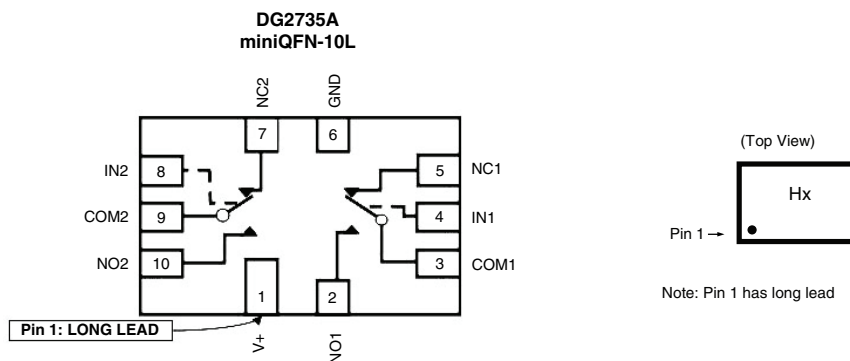 DG2735A
miniQFN-10L
NC2
GND
7
6
IN2
8
5
NC1
COM2
9
4
IN1
NO2
10
3
COM1
1
2
Pin 1: LONG LEAD
V+
NO1
(Top View)
Hx
Pin 1
Note: Pin 1 has long lead